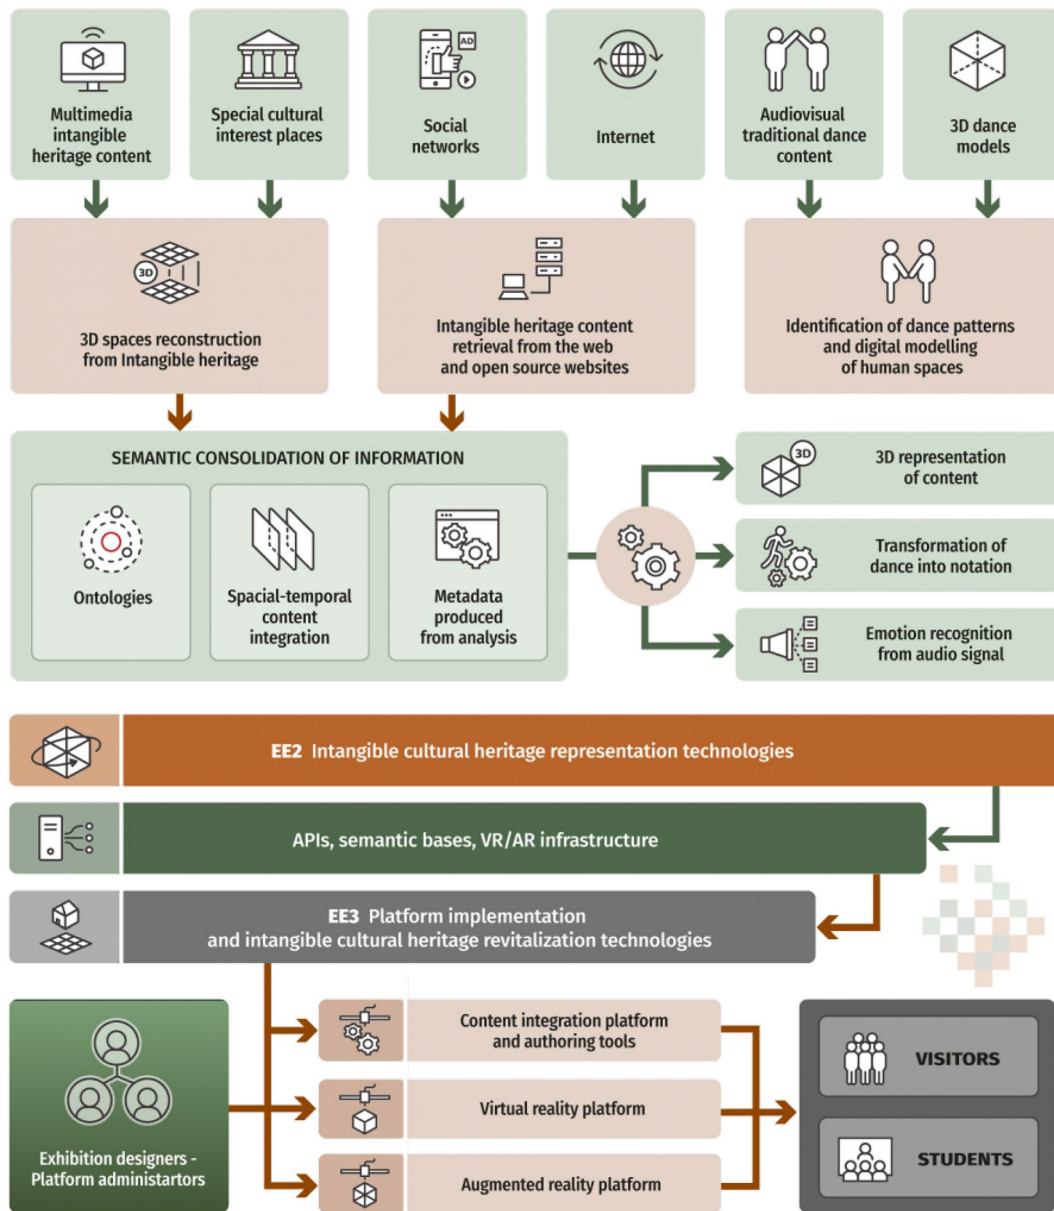 AD
Multimedia
intangible
heritage content
Special cultural
interest places
Social
networks
Internet
Audiovisual
traditional dance
content
3D dance
models
3D
3D spaces reconstruction
from Intangible heritage
Intangible heritage content
retrieval from the web
and open source websites
Identification of dance patterns
and digital modelling
of human spaces
SEMANTIC CONSOLIDATION OF INFORMATION
Ontologies
Spacial-temporal
content
integration
Metadata
produced
from analysis
3D
3D representation
of content
Transformation of
dance into notation
Emotion recognition
from audio signal
EE2 Intangible cultural heritage representation technologies
APIs, semantic bases, VR/AR infrastructure
EE3 Platform implementation
and intangible cultural heritage revitalization technologies
Exhibition designers -
Platform administartors
Content integration platform
and authoring tools
Virtual reality platform
Augmented reality platform
VISITORS
STUDENTS